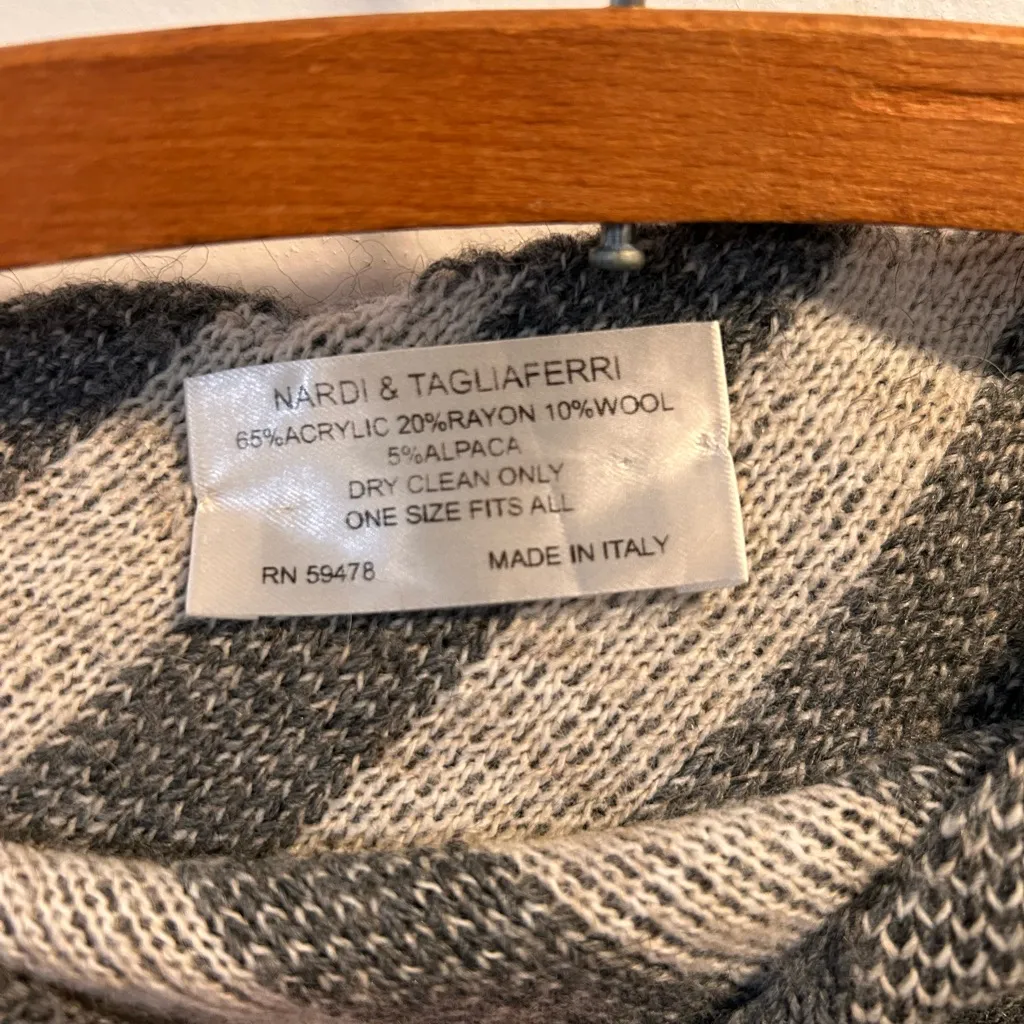 NARDI & TAGLIAFERRI
65%ACRYLIC 20%RAYON 10%WOOL
5%ALPACA
DRY CLEAN ONLY
ONE SIZE FITS ALL
RN 59478 MADE IN ITALY